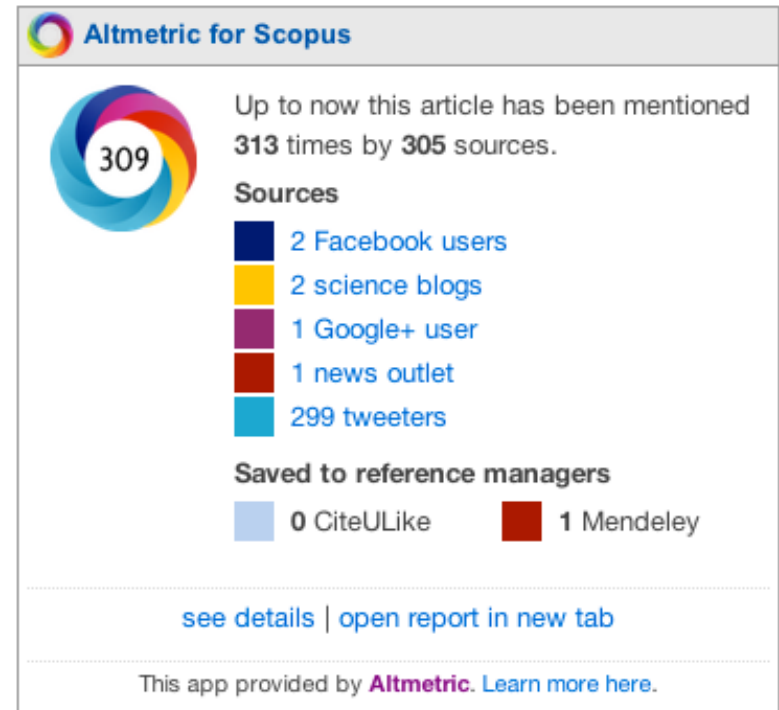 Altmetric for Scopus
309
Up to now this article has been mentioned
313 times by 305 sources.
Sources
2 Facebook users
2 science blogs
1 Google+ user
1 news outlet
299 tweeters
Saved to reference managers
0 CiteULike 1 Mendeley
see details | open report in new tab
This app provided by Altmetric. Learn more here.